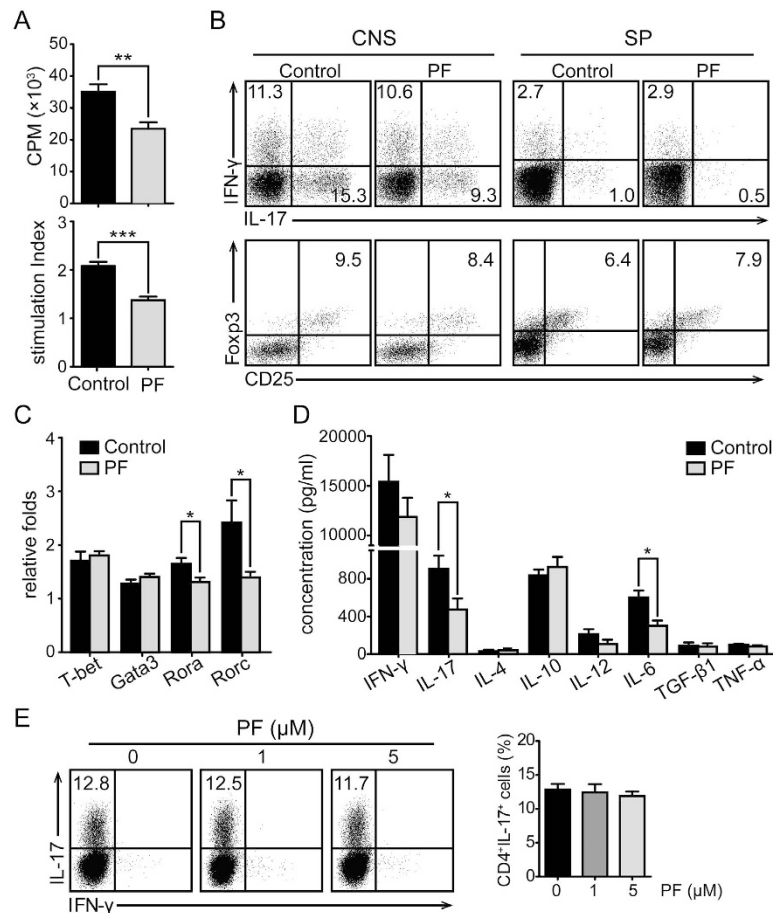 A
CPM (×10³)
50
40
30
20
10
0
**
stimulation Index
3
2
1
0
***
Control PF
B
CNS SP
Control PF Control PF
11.3 10.6 2.7 2.9
15.3 9.3 1.0 0.5
IFN-γ
IL-17
9.5 8.4 6.4 7.9
Foxp3
CD25
C
relative folds
4
3
2
1
0
Control
PF
* *
T-bet Gata3 Rora Rorc
D
concentration (pg/ml)
20000
15000
10000
800
400
0
Control
PF
* *
IFN-γ IL-17 IL-4 IL-10 IL-12 IL-6 TGF-β1 TNF-α
E
PF (μM)
0 1 5
12.8 12.5 11.7
IL-17
IFN-γ
CD4⁺IL-17⁺ cells (%)
20
15
10
5
0
0 1 5 PF (μM)